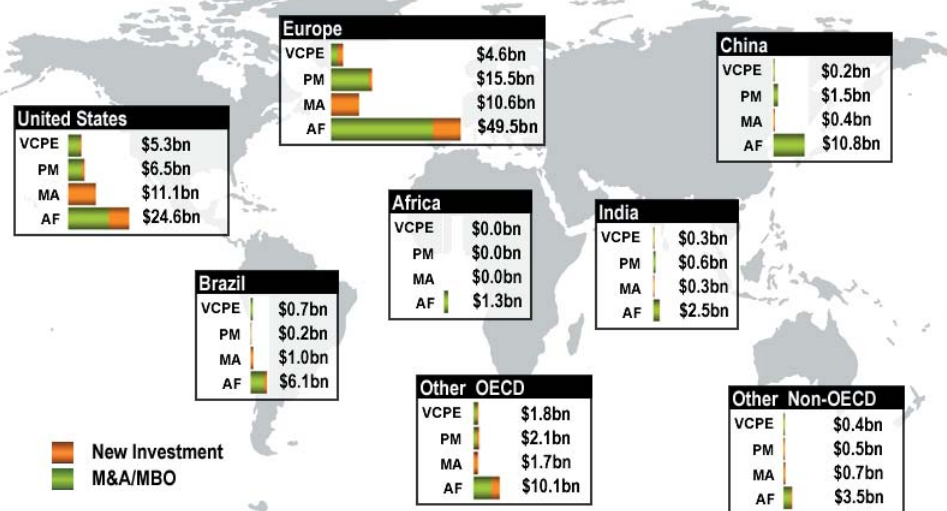 Europe
VCPE $4.6bn
PM $15.5bn
MA $10.6bn
AF $49.5bn
China
VCPE $0.2bn
PM $1.5bn
MA $0.4bn
AF $10.8bn
United States
VCPE $5.3bn
PM $6.5bn
MA $11.1bn
AF $24.6bn
Africa
VCPE $0.0bn
PM $0.0bn
MA $0.0bn
AF $1.3bn
India
VCPE $0.3bn
PM $0.6bn
MA $0.3bn
AF $2.5bn
Brazil
VCPE $0.7bn
PM $0.2bn
MA $1.0bn
AF $6.1bn
Other OECD
VCPE $1.8bn
PM $2.1bn
MA $1.7bn
AF $10.1bn
Other Non-OECD
VCPE $0.4bn
PM $0.5bn
MA $0.7bn
AF $3.5bn
New Investment
M&A/MBO